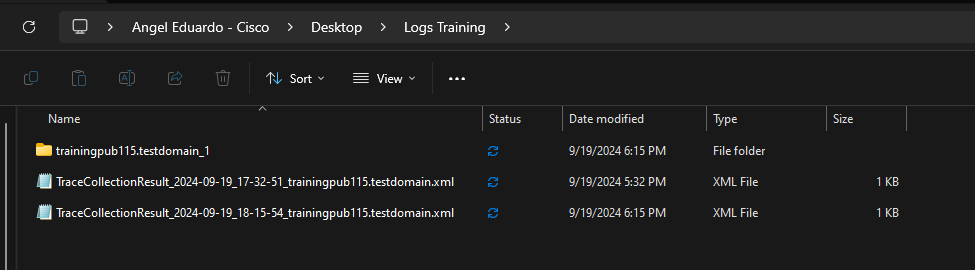 Angel Eduardo - Cisco > Desktop > Logs Training >
Sort View ...
Name Status Date modified Type Size
trainingpub115.testdomain_1 9/19/2024 6:15 PM File folder
TraceCollectionResult_2024-09-19_17-32-51_trainingpub115.testdomain.xml 9/19/2024 5:32 PM XML File 1 KB
TraceCollectionResult_2024-09-19_18-15-54_trainingpub115.testdomain.xml 9/19/2024 6:15 PM XML File 1 KB